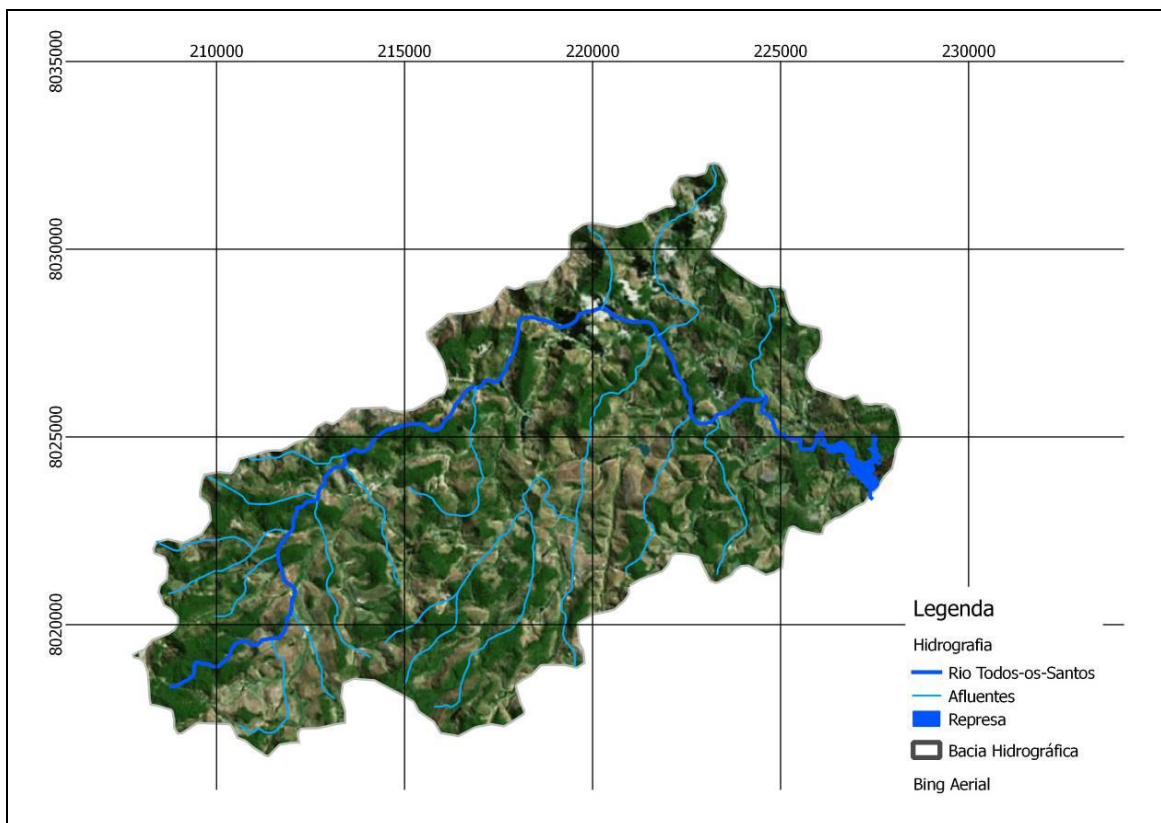 210000
215000
220000
225000
230000
8035000
8030000
8025000
8020000
Legenda
Hidrografia
Rio Todos-os-Santos
Afluentes
Represa
Bacia Hidrográfica
Bing Aerial